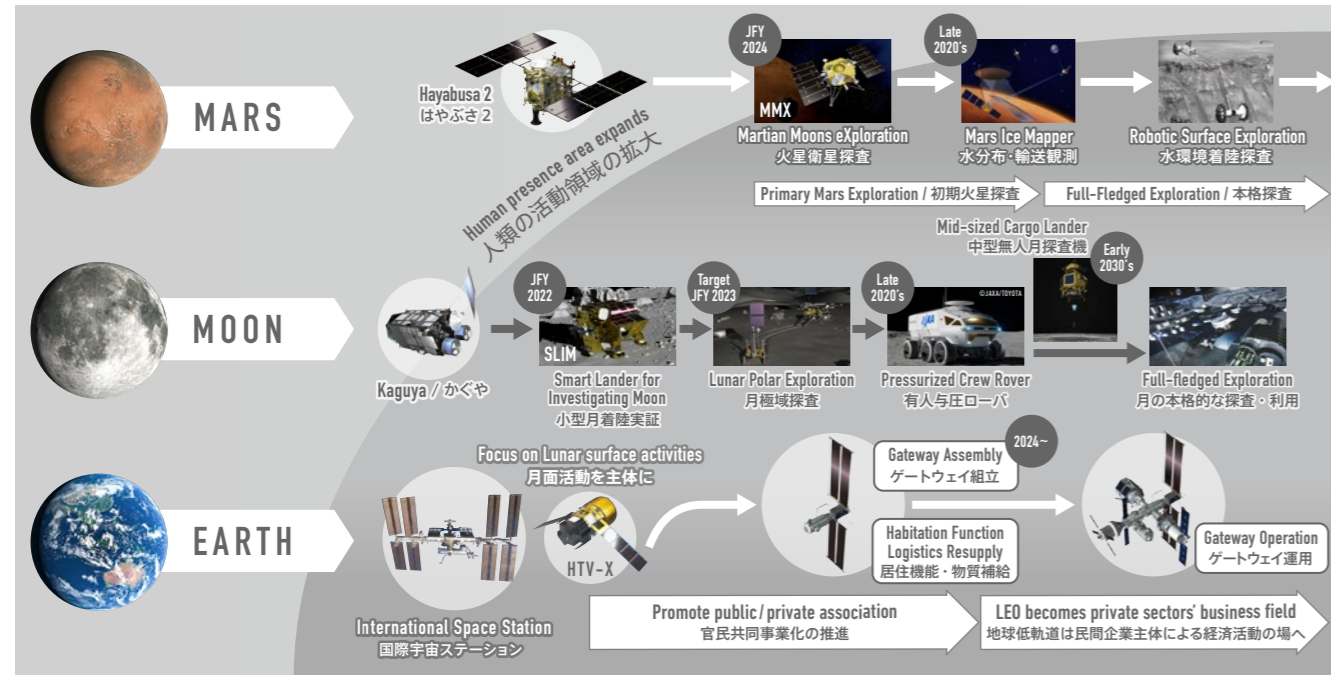 MARS
Hayabusa 2
はやぶさ2
Human presence area expands
人類の活動領域の拡大
JFY
2024
MMX
Martian Moons eXploration
火星衛星探査
Late
2020's
Mars Ice Mapper
水分布・輸送観測
Robotic Surface Exploration
水環境着陸探査
Primary Mars Exploration / 初期火星探査
Full-Fledged Exploration / 本格探査
MOON
Kaguya / かぐや
JFY
2022
SLIM
Smart Lander for
Investigating Moon
小型月着陸実証
Target
JFY 2023
Lunar Polar Exploration
月極域探査
Late
2020's
©JAXA/TOYOTA
JAXA
Pressurized Crew Rover
有人与圧ローバ
Mid-sized Cargo Lander
中型無人月探査機
Early
2030's
Full-fledged Exploration
月の本格的な探査・利用
EARTH
International Space Station
国際宇宙ステーション
Focus on Lunar surface activities
月面活動を主体に
HTV-X
Gateway Assembly
ゲートウェイ組立
2024~
Habitation Function
Logistics Resupply
居住機能・物質補給
Gateway Operation
ゲートウェイ運用
Promote public / private association
官民共同事業化の推進
LEO becomes private sectors' business field
地球低軌道は民間企業主体による経済活動の場へ